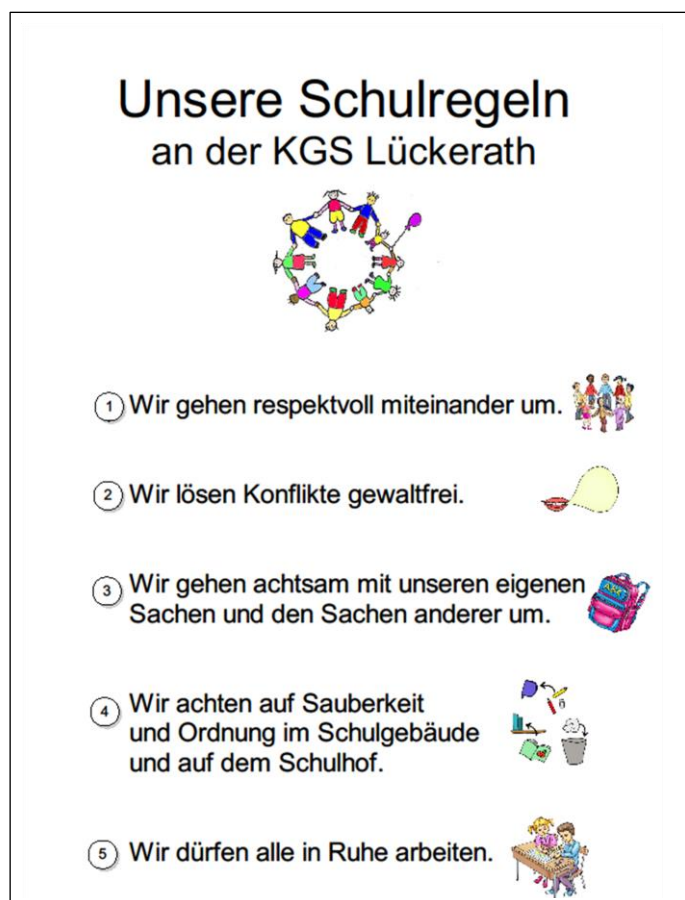 Unsere Schulregeln
an der KGS Lückerath
1 Wir gehen respektvoll miteinander um.
2 Wir lösen Konflikte gewaltfrei.
3 Wir gehen achtsam mit unseren eigenen
Sachen und den Sachen anderer um.
4 Wir achten auf Sauberkeit
und Ordnung im Schulgebäude
und auf dem Schulhof.
5 Wir dürfen alle in Ruhe arbeiten.